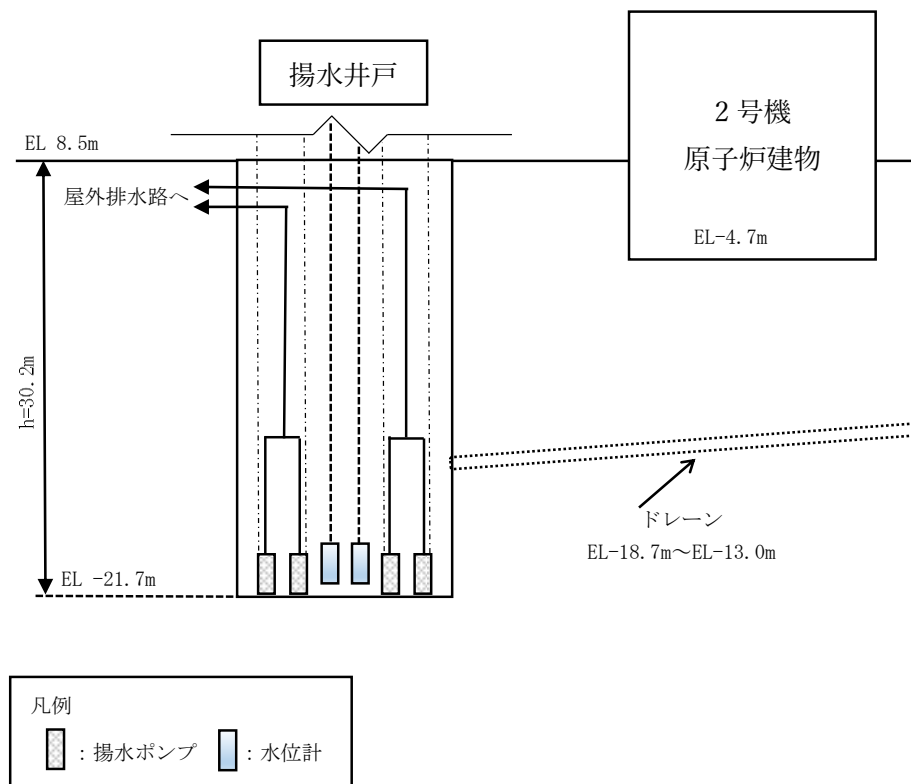 揚水井戸
2 号機
原子炉建物
EL 8.5m
屋外排水路へ
EL-4.7m
h=30.2m
ドレーン
EL-18.7m～EL-13.0m
EL -21.7m
凡例
：揚水ポンプ
：水位計